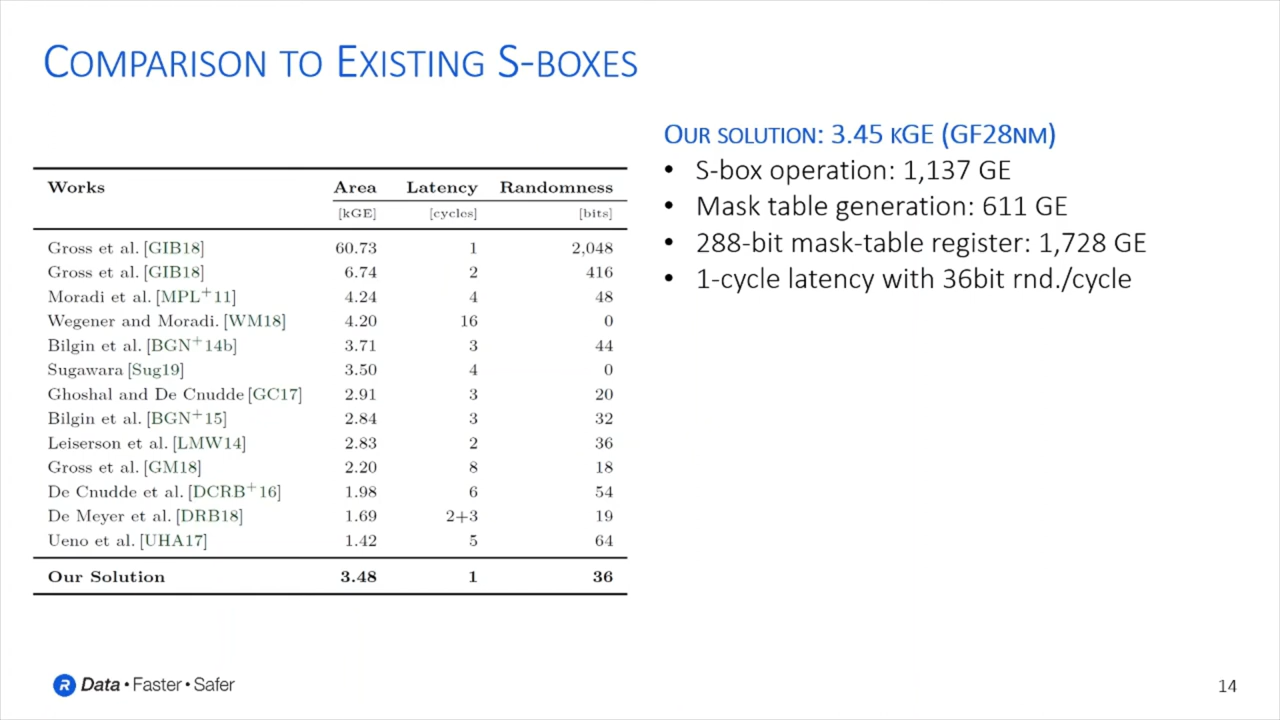 COMPARISON TO EXISTING S-BOXES
Works Area Latency Randomness
[kGE] [cycles] [bits]
Gross et al. [GIB18] 60.73 1 2,048
Gross et al. [GIB18] 6.74 2 416
Moradi et al. [MPL+11] 4.24 4 48
Wegener and Moradi. [WM18] 4.20 16 0
Bilgin et al. [BGN+14b] 3.71 3 44
Sugawara [Sug19] 3.50 4 0
Ghoshal and De Cnudde [GC17] 2.91 3 20
Bilgin et al. [BGN+15] 2.84 3 32
Leiserson et al. [LMW14] 2.83 2 36
Gross et al. [GM18] 2.20 8 18
De Cnudde et al. [DCRB+16] 1.98 6 54
De Meyer et al. [DRB18] 1.69 2+3 19
Ueno et al. [UHA17] 1.42 5 64
Our Solution 3.48 1 36
OUR SOLUTION: 3.45 KGE (GF28NM)
• S-box operation: 1,137 GE
• Mask table generation: 611 GE
• 288-bit mask-table register: 1,728 GE
• 1-cycle latency with 36bit rnd./cycle
R Data • Faster • Safer
14